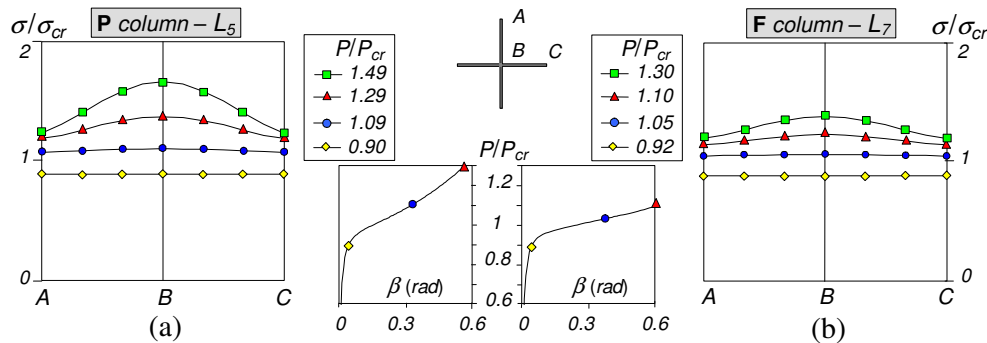 P column – L5
σ/σcr
2
1
0
A B C
(a)
P/Pcr
1.49
1.29
1.09
0.90
A
B C
P/Pcr
1.30
1.10
1.05
0.92
P/Pcr
1.2
1
0.8
0.6
β (rad)
0 0.3 0.6
β (rad)
0 0.3 0.6
F column – L7
σ/σcr
2
1
0
A B C
(b)